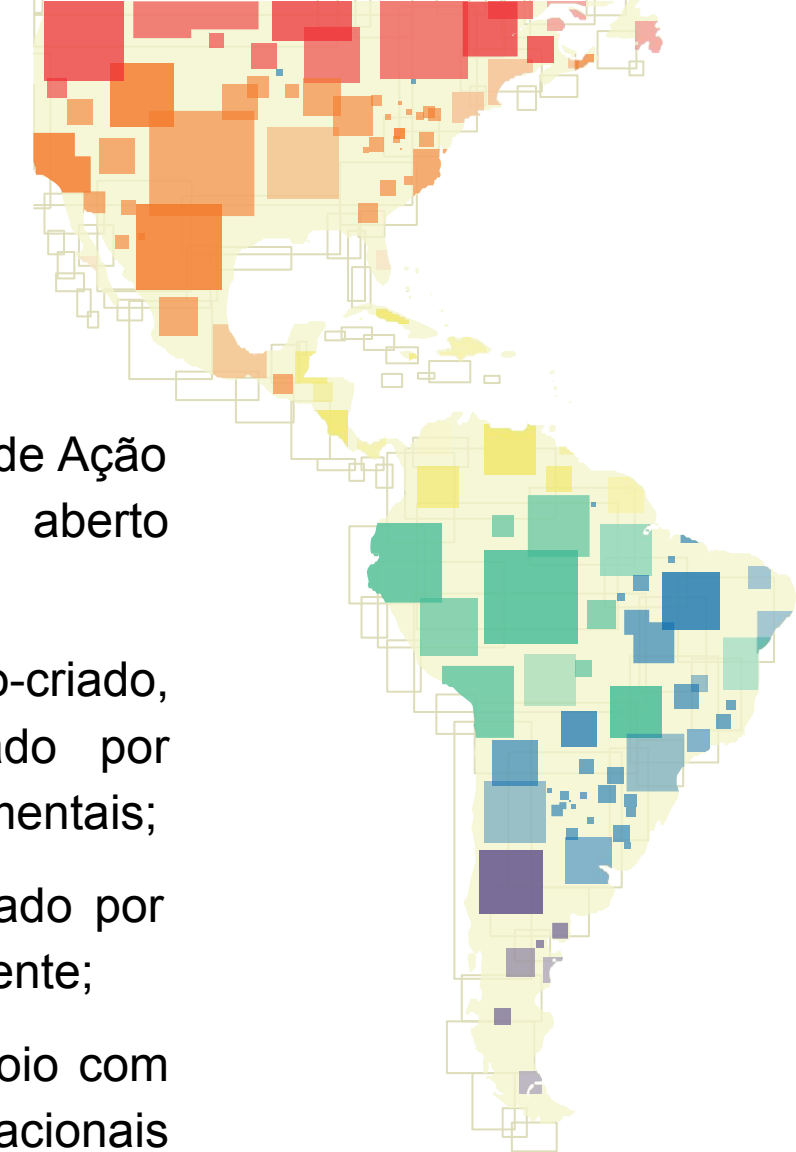 de Ação
aberto
o-criado,
ado por
mentais;
ado por
ente;
oio com
acionais